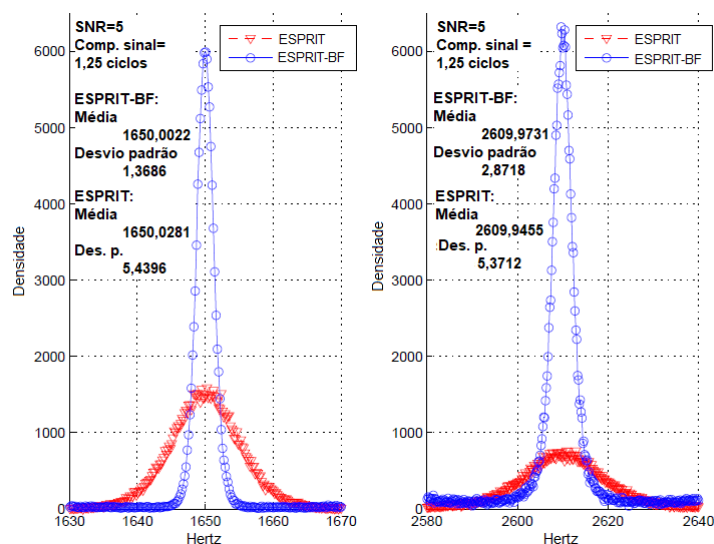 SNR=5
Comp. sinal=
1,25 ciclos
ESPRIT-BF:
Média
1650,0022
Desvio padrão
1,3686
ESPRIT:
Média
1650,0281
Des. p.
5,4396
ESPRIT
ESPRIT-BF
Densidade
6000
5000
4000
3000
2000
1000
0
1630
1640
1650
1660
1670
Hertz
SNR=5
Comp. sinal =
1,25 ciclos
ESPRIT-BF:
Média
2609,9731
Desvio padrão
2,8718
ESPRIT:
Média
2609,9455
Des. p.
5,3712
ESPRIT
ESPRIT-BF
Densidade
6000
5000
4000
3000
2000
1000
0
2580
2600
2620
2640
Hertz